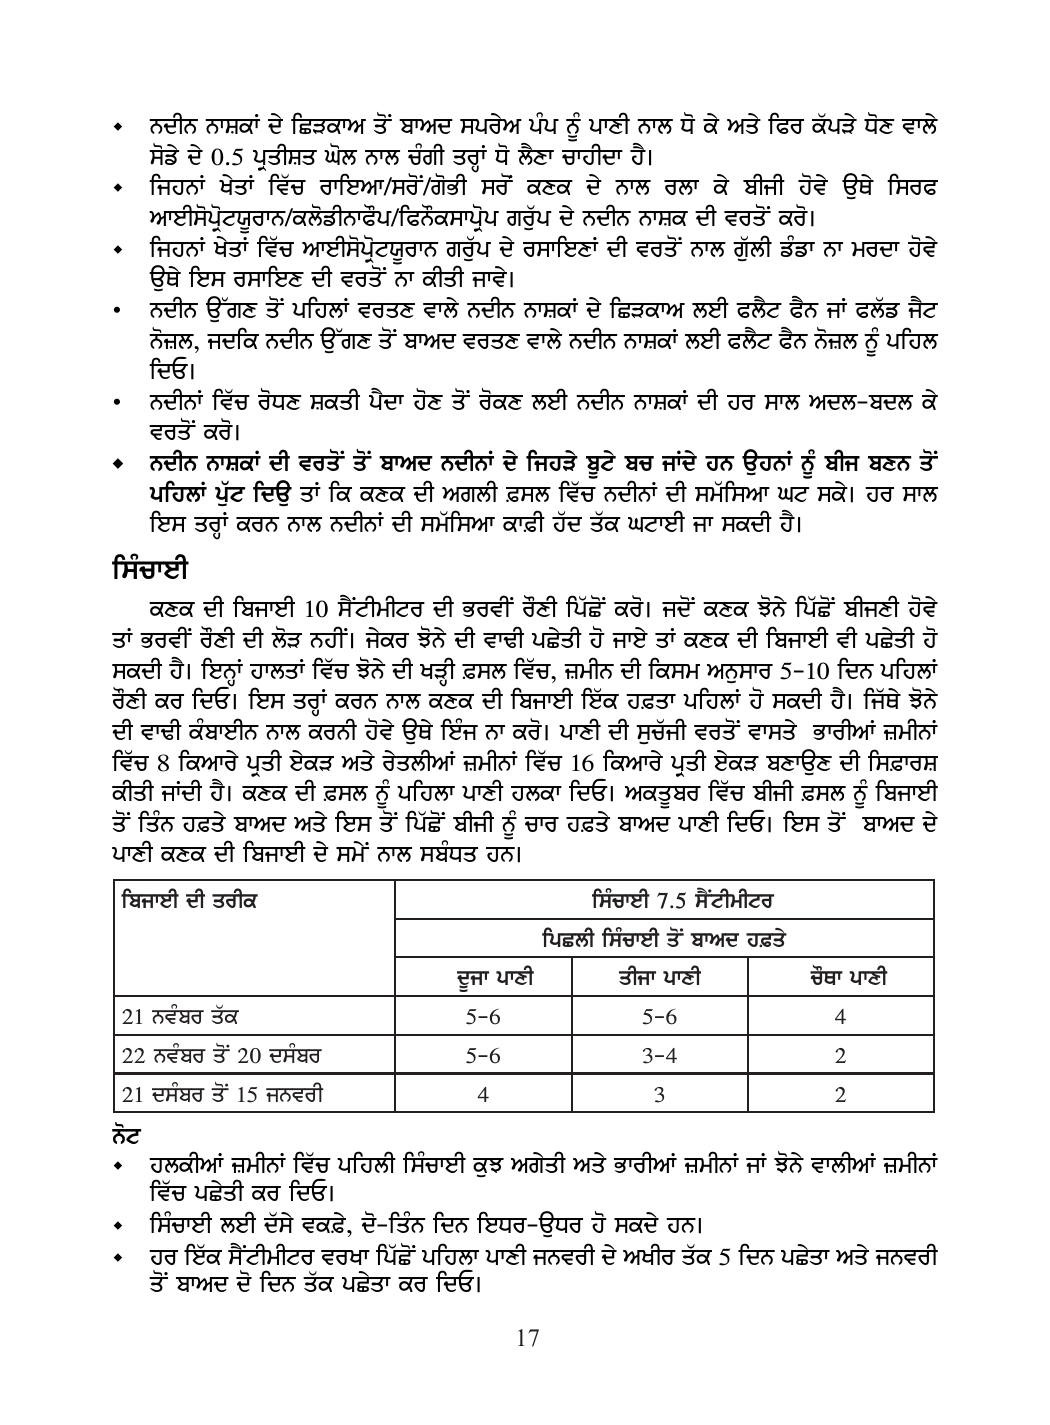 ⬥ ਨਦੀਨ ਨਾਸ਼ਕਾਂ ਦੇ ਛਿੜਕਾਅ ਤੋਂ ਬਾਅਦ ਸਪਰੇਅ ਪੰਪ ਨੂੰ ਪਾਣੀ ਨਾਲ ਧੋ ਕੇ ਅਤੇ ਫਿਰ ਕੱਪੜੇ ਧੋਣ ਵਾਲੇ
ਸੋਡੇ ਦੇ 0.5 ਪ੍ਰਤੀਸ਼ਤ ਘੋਲ ਨਾਲ ਚੰਗੀ ਤਰ੍ਹਾਂ ਧੋ ਲੈਣਾ ਚਾਹੀਦਾ ਹੈ।
⬥ ਜਿਹਨਾਂ ਖੇਤਾਂ ਵਿੱਚ ਰਾਇਆ/ਸਰੋਂ/ਗੋਭੀ ਸਰੋਂ ਕਣਕ ਦੇ ਨਾਲ ਰਲਾ ਕੇ ਬੀਜੀ ਹੋਵੇ ਉਥੇ ਸਿਰਫ
ਆਈਸੋਪ੍ਰੋਟਯੂਰਾਨ/ਕਲੋਡੀਨਾਫੌਪ/ਫਿਨੌਕਸਾਪ੍ਰੋਪ ਗਰੁੱਪ ਦੇ ਨਦੀਨ ਨਾਸ਼ਕ ਦੀ ਵਰਤੋਂ ਕਰੋ।
⬥ ਜਿਹਨਾਂ ਖੇਤਾਂ ਵਿੱਚ ਆਈਸੋਪ੍ਰੋਟਯੂਰਾਨ ਗਰੁੱਪ ਦੇ ਰਸਾਇਣਾਂ ਦੀ ਵਰਤੋਂ ਨਾਲ ਗੁੱਲੀ ਡੰਡਾ ਨਾ ਮਰਦਾ ਹੋਵੇ
ਉਥੇ ਇਸ ਰਸਾਇਣ ਦੀ ਵਰਤੋਂ ਨਾ ਕੀਤੀ ਜਾਵੇ।
• ਨਦੀਨ ਉੱਗਣ ਤੋਂ ਪਹਿਲਾਂ ਵਰਤਣ ਵਾਲੇ ਨਦੀਨ ਨਾਸ਼ਕਾਂ ਦੇ ਛਿੜਕਾਅ ਲਈ ਫਲੈਟ ਫੈਨ ਜਾਂ ਫਲੱਡ ਜੈਟ
ਨੋਜ਼ਲ, ਜਦਕਿ ਨਦੀਨ ਉੱਗਣ ਤੋਂ ਬਾਅਦ ਵਰਤਣ ਵਾਲੇ ਨਦੀਨ ਨਾਸ਼ਕਾਂ ਲਈ ਫਲੈਟ ਫੈਨ ਨੋਜ਼ਲ ਨੂੰ ਪਹਿਲ
ਦਿਓ।
• ਨਦੀਨਾਂ ਵਿੱਚ ਰੋਧਣ ਸ਼ਕਤੀ ਪੈਦਾ ਹੋਣ ਤੋਂ ਰੋਕਣ ਲਈ ਨਦੀਨ ਨਾਸ਼ਕਾਂ ਦੀ ਹਰ ਸਾਲ ਅਦਲ-ਬਦਲ ਕੇ
ਵਰਤੋਂ ਕਰੋ।
⬥ ਨਦੀਨ ਨਾਸ਼ਕਾਂ ਦੀ ਵਰਤੋਂ ਤੋਂ ਬਾਅਦ ਨਦੀਨਾਂ ਦੇ ਜਿਹੜੇ ਬੂਟੇ ਬਚ ਜਾਂਦੇ ਹਨ ਉਹਨਾਂ ਨੂੰ ਬੀਜ ਬਣਨ ਤੋਂ
ਪਹਿਲਾਂ ਪੁੱਟ ਦਿਉ ਤਾਂ ਕਿ ਕਣਕ ਦੀ ਅਗਲੀ ਫ਼ਸਲ ਵਿੱਚ ਨਦੀਨਾਂ ਦੀ ਸਮੱਸਿਆ ਘਟ ਸਕੇ। ਹਰ ਸਾਲ
ਇਸ ਤਰ੍ਹਾਂ ਕਰਨ ਨਾਲ ਨਦੀਨਾਂ ਦੀ ਸਮੱਸਿਆ ਕਾਫ਼ੀ ਹੱਦ ਤੱਕ ਘਟਾਈ ਜਾ ਸਕਦੀ ਹੈ।
ਸਿੰਚਾਈ
ਕਣਕ ਦੀ ਬਿਜਾਈ 10 ਸੈਂਟੀਮੀਟਰ ਦੀ ਭਰਵੀਂ ਰੌਣੀ ਪਿੱਛੋਂ ਕਰੋ। ਜਦੋਂ ਕਣਕ ਝੋਨੇ ਪਿੱਛੋਂ ਬੀਜਣੀ ਹੋਵੇ
ਤਾਂ ਭਰਵੀਂ ਰੌਣੀ ਦੀ ਲੋੜ ਨਹੀਂ। ਜੇਕਰ ਝੋਨੇ ਦੀ ਵਾਢੀ ਪਛੇਤੀ ਹੋ ਜਾਏ ਤਾਂ ਕਣਕ ਦੀ ਬਿਜਾਈ ਵੀ ਪਛੇਤੀ ਹੋ
ਸਕਦੀ ਹੈ। ਇਨ੍ਹਾਂ ਹਾਲਤਾਂ ਵਿੱਚ ਝੋਨੇ ਦੀ ਖੜ੍ਹੀ ਫ਼ਸਲ ਵਿੱਚ, ਜ਼ਮੀਨ ਦੀ ਕਿਸਮ ਅਨੁਸਾਰ 5-10 ਦਿਨ ਪਹਿਲਾਂ
ਰੌਣੀ ਕਰ ਦਿਓ। ਇਸ ਤਰ੍ਹਾਂ ਕਰਨ ਨਾਲ ਕਣਕ ਦੀ ਬਿਜਾਈ ਇੱਕ ਹਫ਼ਤਾ ਪਹਿਲਾਂ ਹੋ ਸਕਦੀ ਹੈ। ਜਿੱਥੇ ਝੋਨੇ
ਦੀ ਵਾਢੀ ਕੰਬਾਈਨ ਨਾਲ ਕਰਨੀ ਹੋਵੇ ਉਥੇ ਇੰਜ ਨਾ ਕਰੋ। ਪਾਣੀ ਦੀ ਸੁਚੱਜੀ ਵਰਤੋਂ ਵਾਸਤੇ ਭਾਰੀਆਂ ਜ਼ਮੀਨਾਂ
ਵਿੱਚ 8 ਕਿਆਰੇ ਪ੍ਰਤੀ ਏਕੜ ਅਤੇ ਰੇਤਲੀਆਂ ਜ਼ਮੀਨਾਂ ਵਿੱਚ 16 ਕਿਆਰੇ ਪ੍ਰਤੀ ਏਕੜ ਬਣਾਉਣ ਦੀ ਸਿਫ਼ਾਰਸ਼
ਕੀਤੀ ਜਾਂਦੀ ਹੈ। ਕਣਕ ਦੀ ਫ਼ਸਲ ਨੂੰ ਪਹਿਲਾ ਪਾਣੀ ਹਲਕਾ ਦਿਓ। ਅਕਤੂਬਰ ਵਿੱਚ ਬੀਜੀ ਫ਼ਸਲ ਨੂੰ ਬਿਜਾਈ
ਤੋਂ ਤਿੰਨ ਹਫ਼ਤੇ ਬਾਅਦ ਅਤੇ ਇਸ ਤੋਂ ਪਿੱਛੋਂ ਬੀਜੀ ਨੂੰ ਚਾਰ ਹਫ਼ਤੇ ਬਾਅਦ ਪਾਣੀ ਦਿਓ। ਇਸ ਤੋਂ ਬਾਅਦ ਦੇ
ਪਾਣੀ ਕਣਕ ਦੀ ਬਿਜਾਈ ਦੇ ਸਮੇਂ ਨਾਲ ਸਬੰਧਤ ਹਨ।
ਬਿਜਾਈ ਦੀ ਤਰੀਕ ਸਿੰਚਾਈ 7.5 ਸੈਂਟੀਮੀਟਰ
ਪਿਛਲੀ ਸਿੰਚਾਈ ਤੋਂ ਬਾਅਦ ਹਫ਼ਤੇ
ਦੂਜਾ ਪਾਣੀ ਤੀਜਾ ਪਾਣੀ ਚੌਥਾ ਪਾਣੀ
21 ਨਵੰਬਰ ਤੱਕ 5-6 5-6 4
22 ਨਵੰਬਰ ਤੋਂ 20 ਦਸੰਬਰ 5-6 3-4 2
21 ਦਸੰਬਰ ਤੋਂ 15 ਜਨਵਰੀ 4 3 2
ਨੋਟ
⬥ ਹਲਕੀਆਂ ਜ਼ਮੀਨਾਂ ਵਿੱਚ ਪਹਿਲੀ ਸਿੰਚਾਈ ਕੁਝ ਅਗੇਤੀ ਅਤੇ ਭਾਰੀਆਂ ਜ਼ਮੀਨਾਂ ਜਾਂ ਝੋਨੇ ਵਾਲੀਆਂ ਜ਼ਮੀਨਾਂ
ਵਿੱਚ ਪਛੇਤੀ ਕਰ ਦਿਓ।
⬥ ਸਿੰਚਾਈ ਲਈ ਦੱਸੇ ਵਕਫ਼ੇ, ਦੋ-ਤਿੰਨ ਦਿਨ ਇਧਰ-ਉਧਰ ਹੋ ਸਕਦੇ ਹਨ।
⬥ ਹਰ ਇੱਕ ਸੈਂਟੀਮੀਟਰ ਵਰਖਾ ਪਿੱਛੋਂ ਪਹਿਲਾ ਪਾਣੀ ਜਨਵਰੀ ਦੇ ਅਖੀਰ ਤੱਕ 5 ਦਿਨ ਪਛੇਤਾ ਅਤੇ ਜਨਵਰੀ
ਤੋਂ ਬਾਅਦ ਦੋ ਦਿਨ ਤੱਕ ਪਛੇਤਾ ਕਰ ਦਿਓ।
17